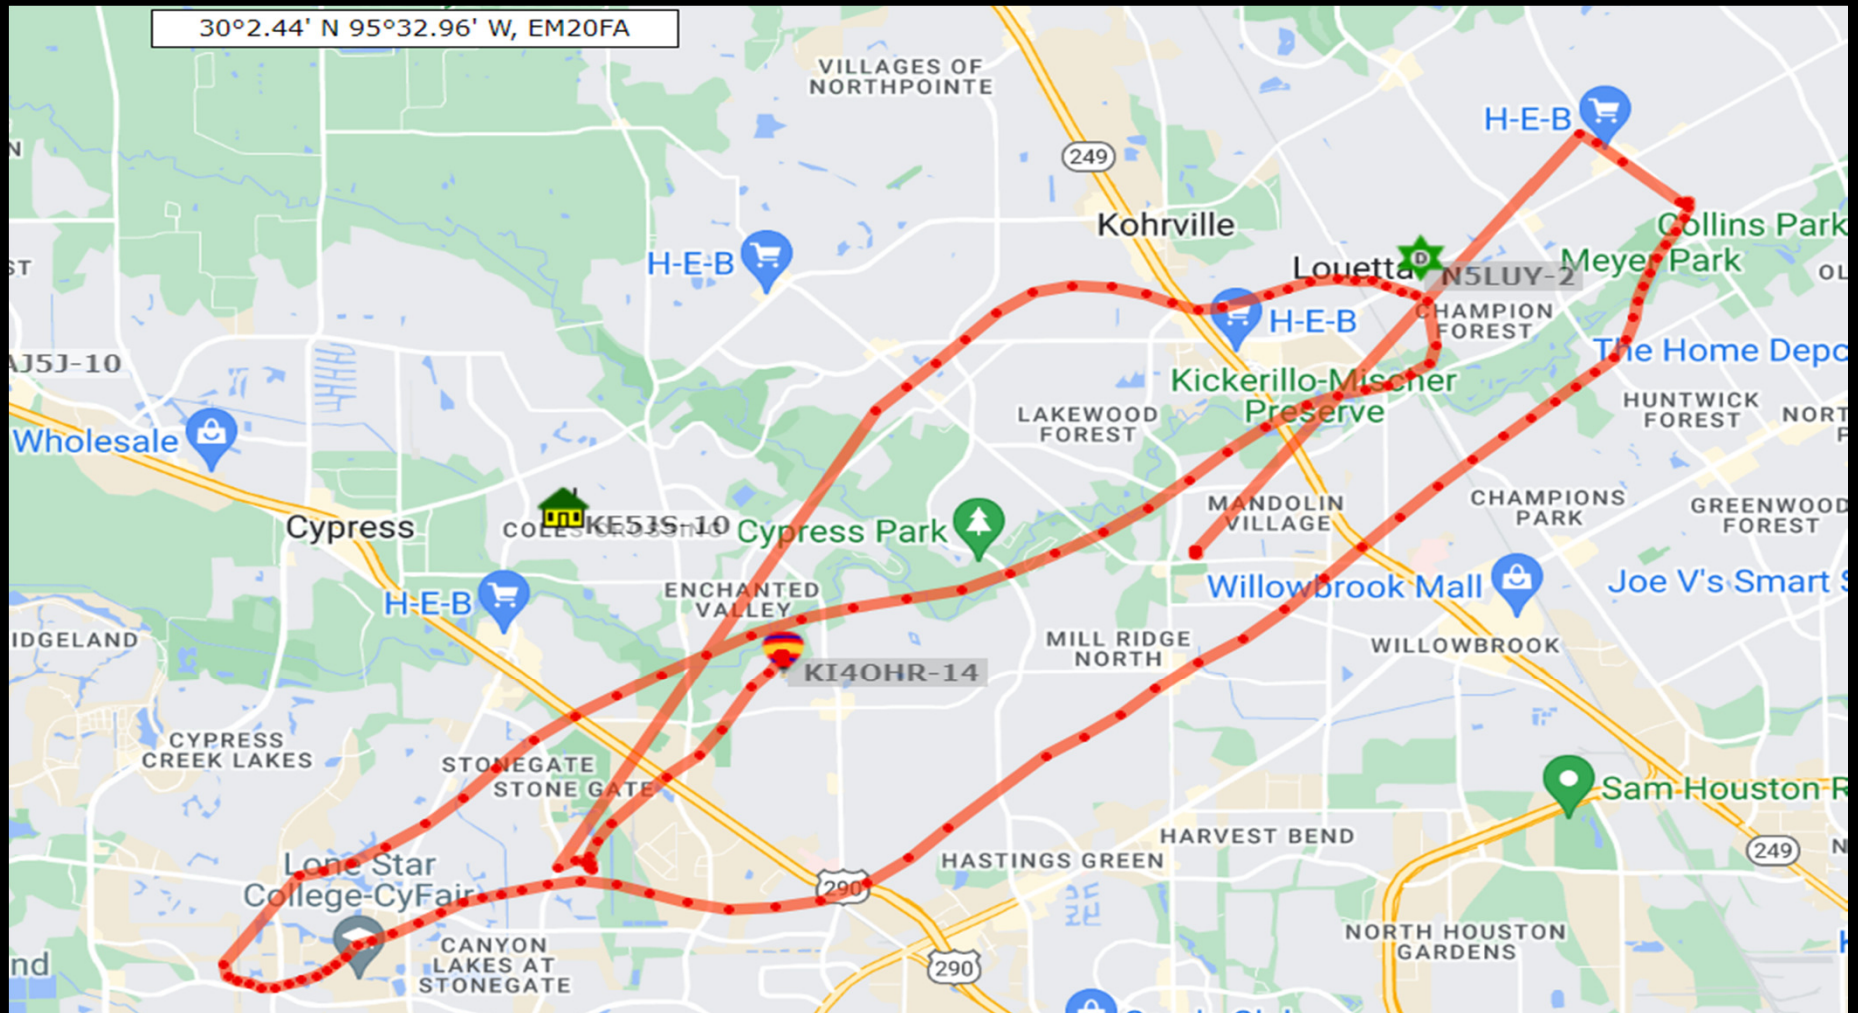 30°2.44' N 95°32.96' W, EM20FA
VILLAGES OF
NORTHPOINTE
H-E-B
249
Kohrville
Collins Park
Meyer Park
H-E-B
Louetta
D
N5LUY-2
ST
OL
N
CHAMPION
FOREST
H-E-B
AJ5J-10
The Home Depo
Kickerillo-Mischer
Preserve
LAKEWOOD
FOREST
HUNTWICK
FOREST
NORT
Wholesale
MANDOLIN
VILLAGE
CHAMPIONS
PARK
GREENWOOD
FOREST
Cypress
KE5JS-10
Cypress Park
H-E-B
ENCHANTED
VALLEY
Willowbrook Mall
Joe V's Smart S
IDGELAND
MILL RIDGE
NORTH
WILLOWBROOK
KI4OHR-14
CYPRESS
CREEK LAKES
STONEGATE
STONE GATE
Sam Houston R
HARVEST BEND
249
N
HASTINGS GREEN
Lone Star
College-CyFair
290
CANYON
LAKES AT
STONEGATE
NORTH HOUSTON
GARDENS
290
nd